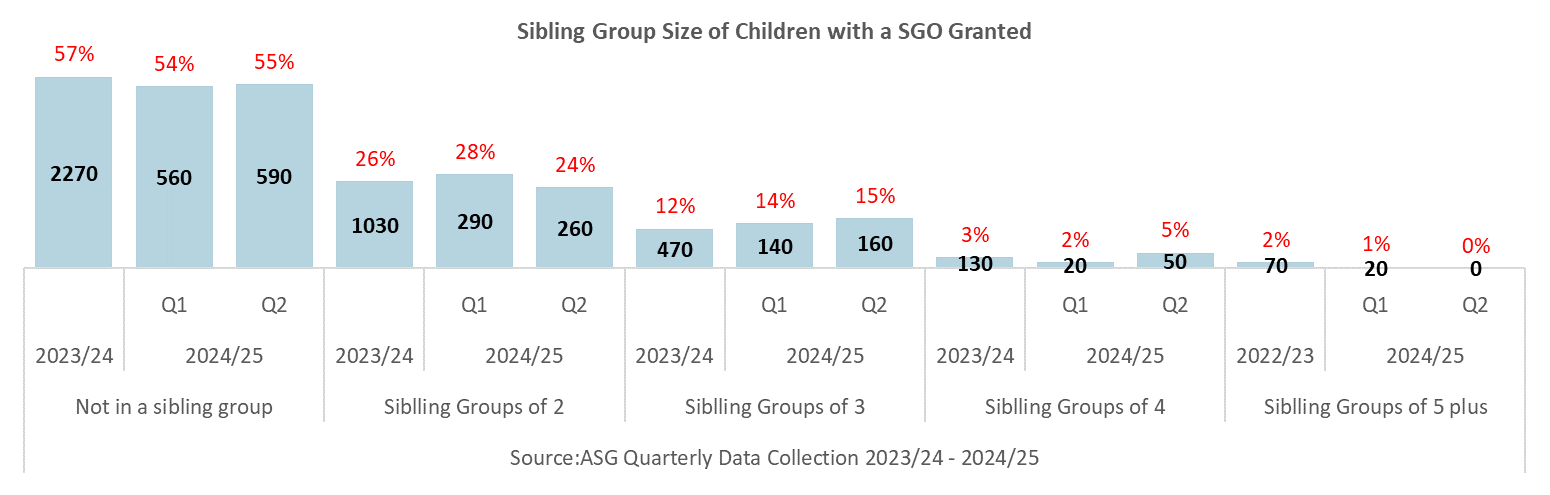 Sibling Group Size of Children with a SGO Granted
57% 54% 55% 26% 28% 24% 12% 14% 15% 3% 2% 5% 2% 1% 0%
2270 560 590 1030 290 260 470 140 160 130 20 50 70 20 0
Q1 Q2 Q1 Q2 Q1 Q2 Q1 Q2 Q1 Q2
2023/24 2024/25 2023/24 2024/25 2023/24 2024/25 2023/24 2024/25 2022/23 2024/25
Not in a sibling group Siblling Groups of 2 Siblling Groups of 3 Siblling Groups of 4 Siblling Groups of 5 plus
Source:ASG Quarterly Data Collection 2023/24 - 2024/25